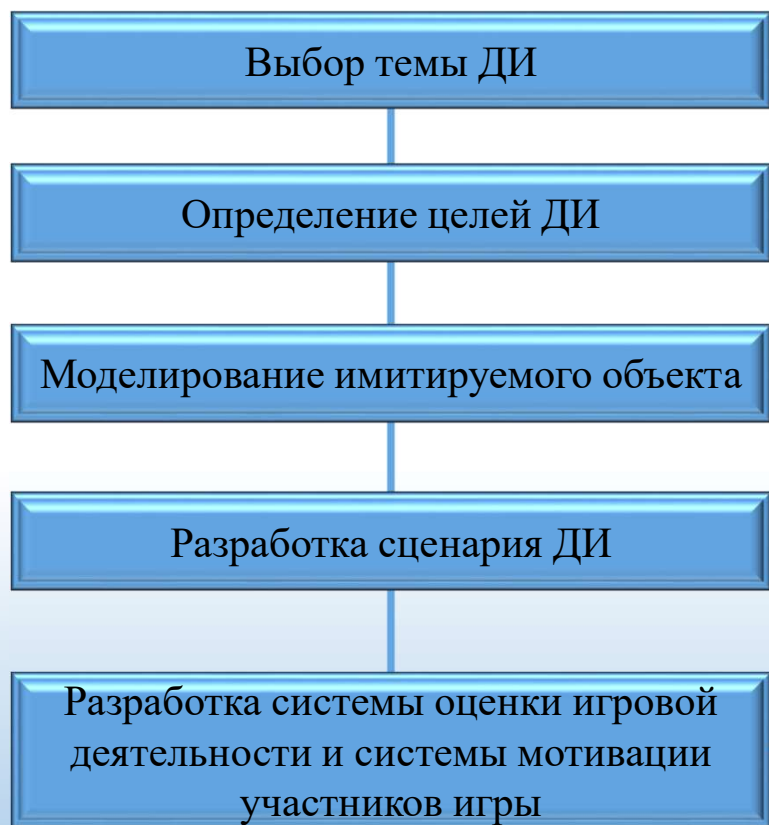 Выбор темы ДИ
Определение целей ДИ
Моделирование имитируемого объекта
Разработка сценария ДИ
Разработка системы оценки игровой
деятельности и системы мотивации
участников игры